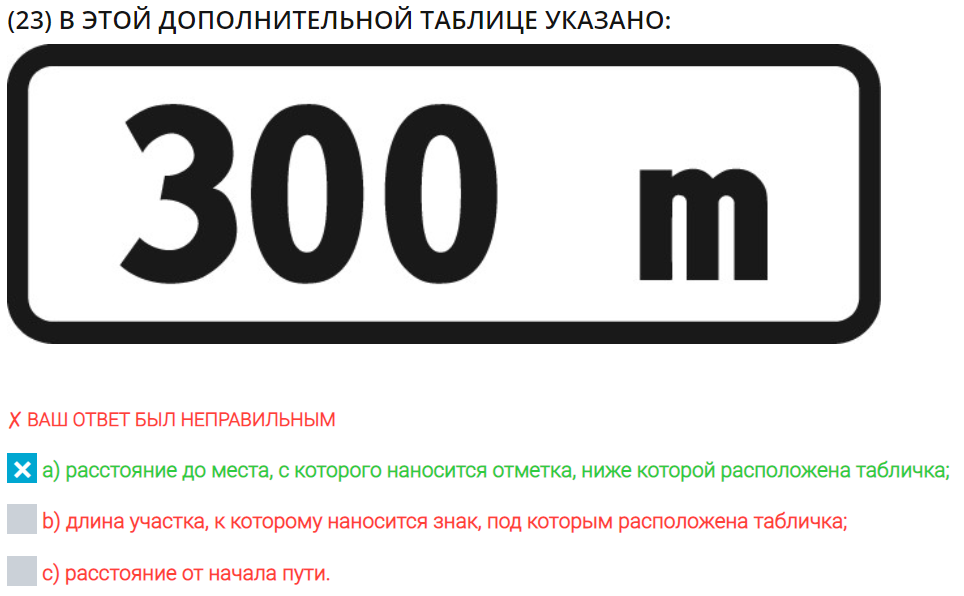 (23) В ЭТОЙ ДОПОЛНИТЕЛЬНОЙ ТАБЛИЦЕ УКАЗАНО:
300 m
✗ ВАШ ОТВЕТ БЫЛ НЕПРАВИЛЬНЫМ
a) расстояние до места, с которого наносится отметка, ниже которой расположена табличка;
b) длина участка, к которому наносится знак, под которым расположена табличка;
c) расстояние от начала пути.